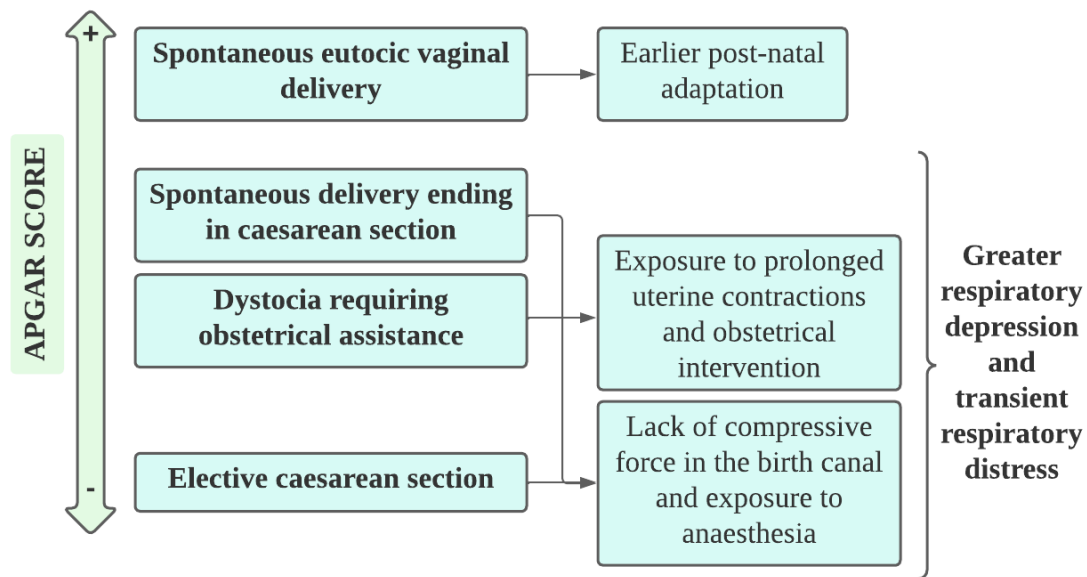 +
Spontaneous eutocic vaginal
delivery
Earlier post-natal
adaptation
APGAR SCORE
Spontaneous delivery ending
in caesarean section
Dystocia requiring
obstetrical assistance
Exposure to prolonged
uterine contractions
and obstetrical
intervention
Elective caesarean section
Lack of compressive
force in the birth canal
and exposure to
anaesthesia
-
Greater
respiratory
depression
and
transient
respiratory
distress